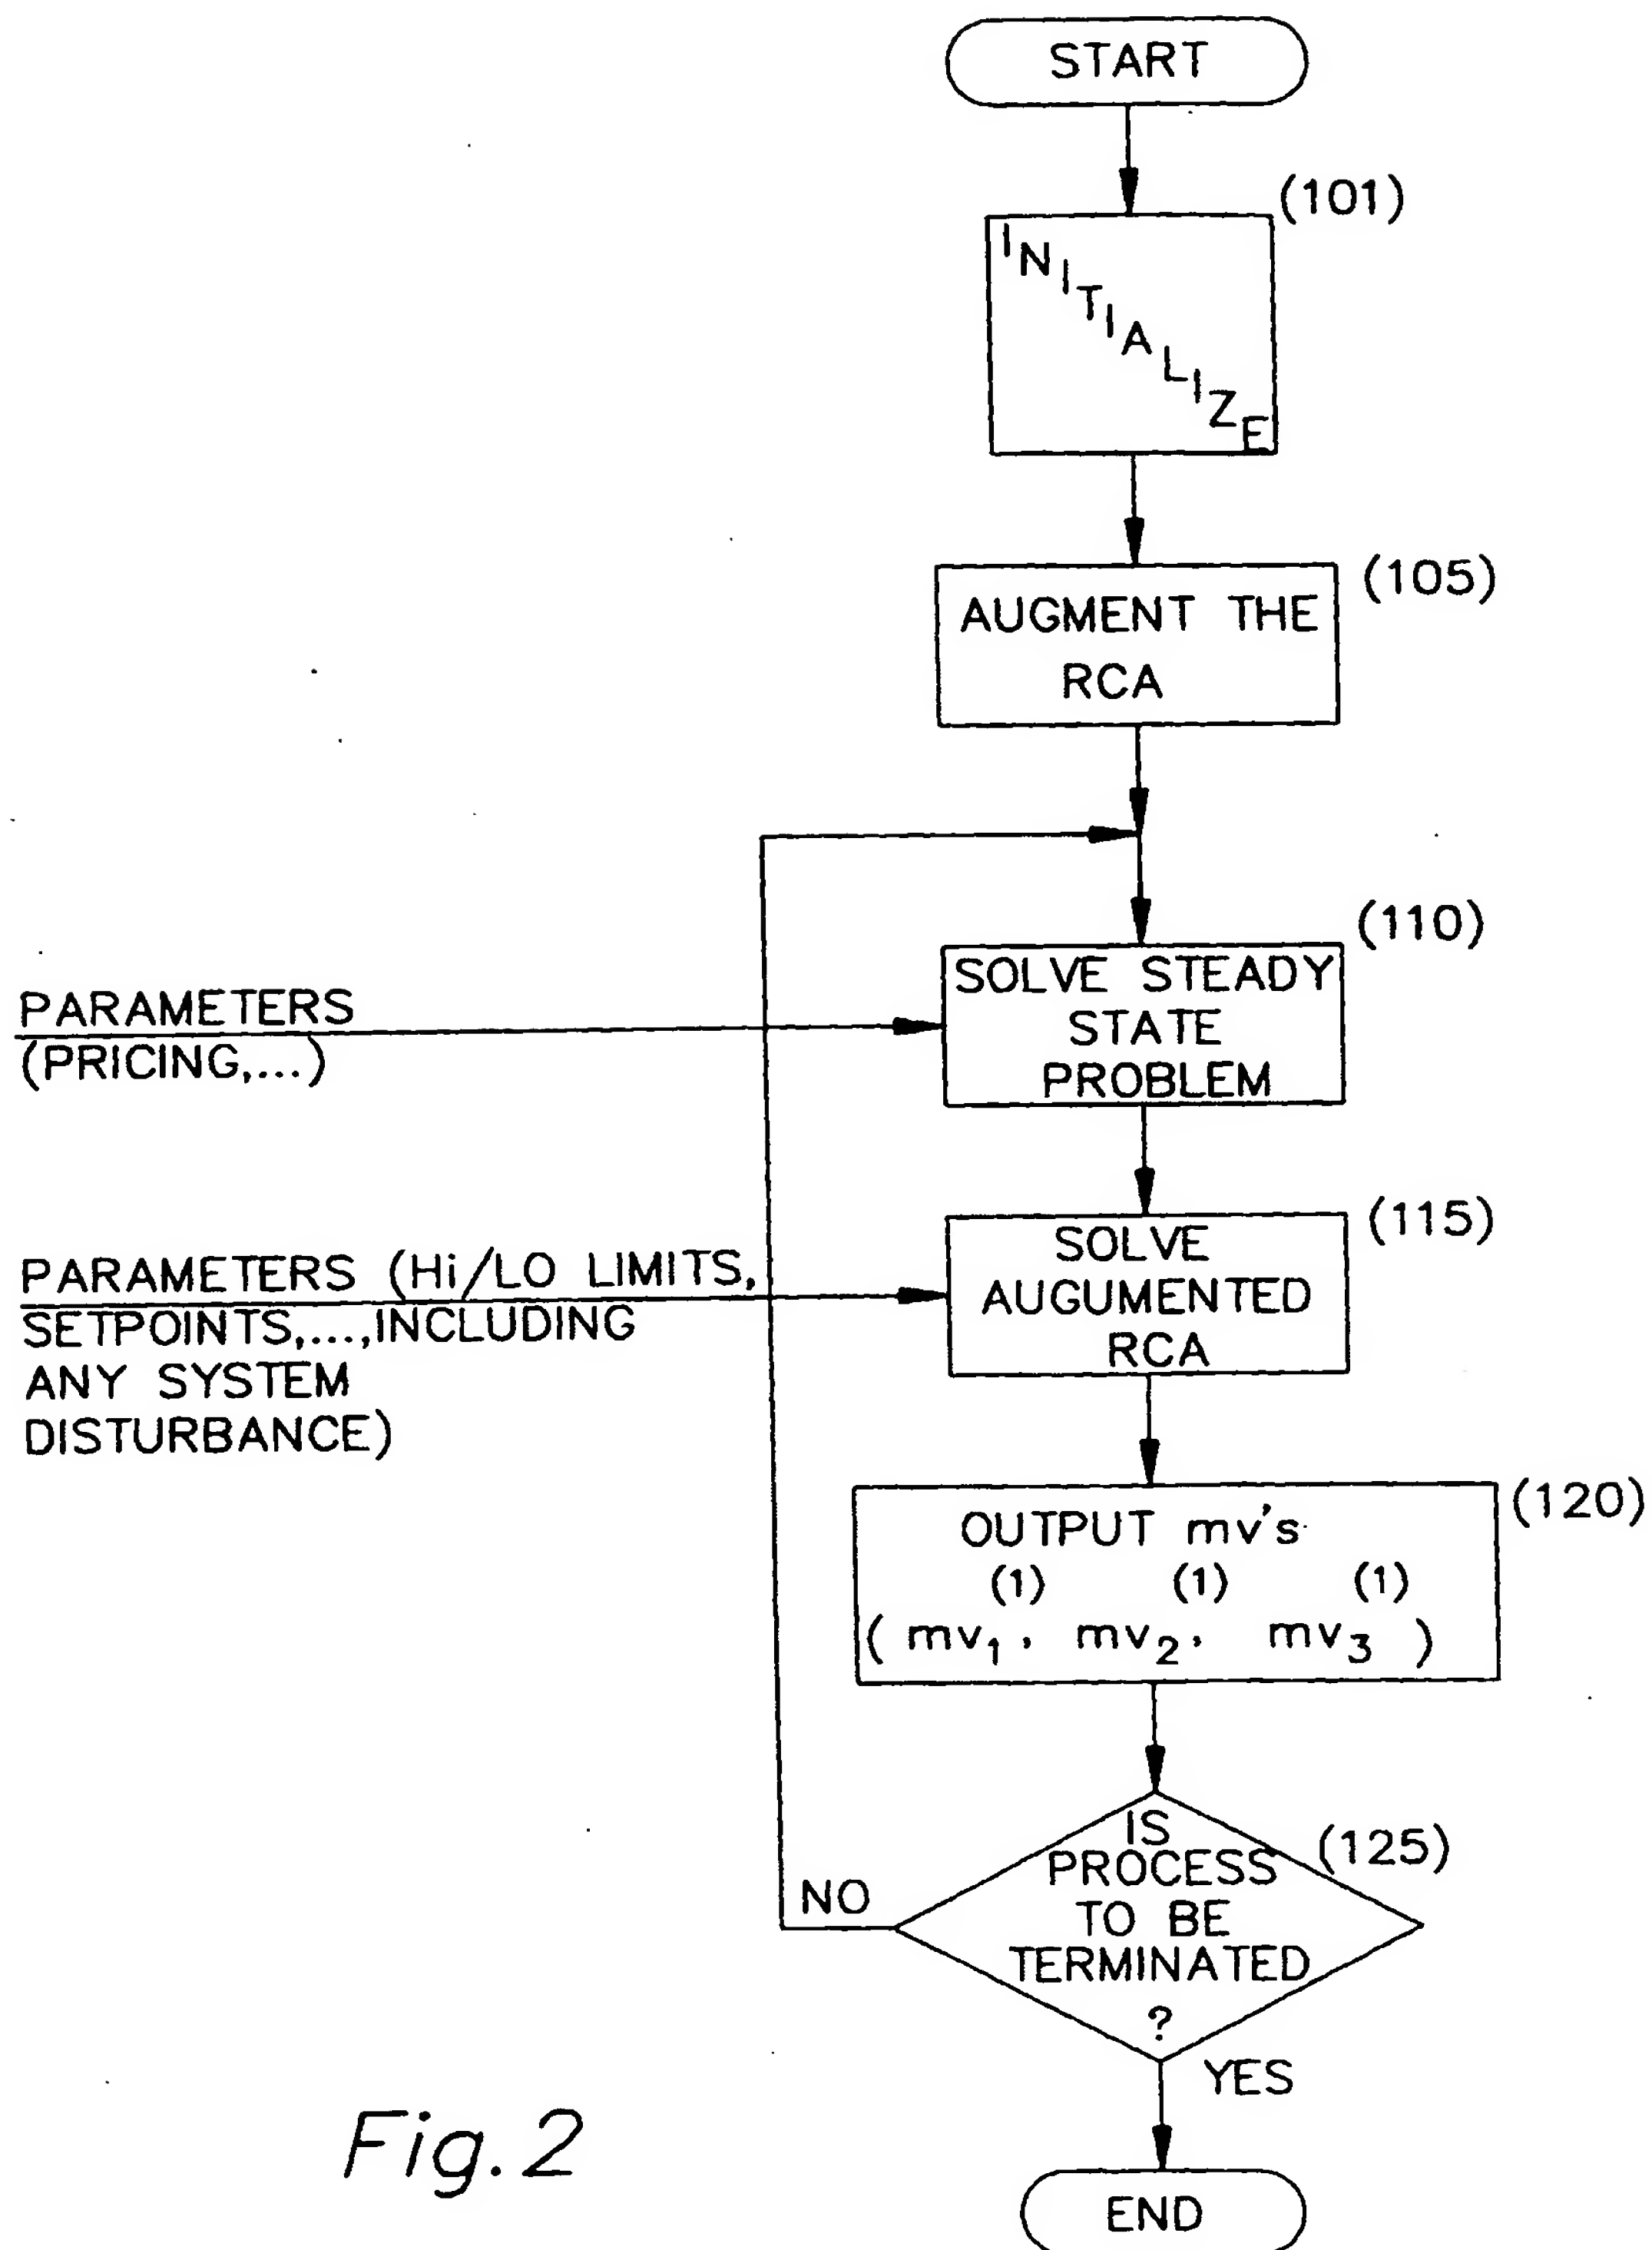 START
(101)
INITIALIZE
(105)
AUGMENT THE
RCA
(110)
SOLVE STEADY
STATE
PROBLEM
PARAMETERS
(PRICING,...)
(115)
SOLVE
AUGUMENTED
RCA
PARAMETERS (Hi/LO LIMITS,
SETPOINTS,...,INCLUDING
ANY SYSTEM
DISTURBANCE)
(120)
OUTPUT mv's
(1) (1) (1)
( mv1, mv2, mv3 )
(125)
IS
PROCESS
TO BE
TERMINATED
?
NO
YES
END
Fig.2